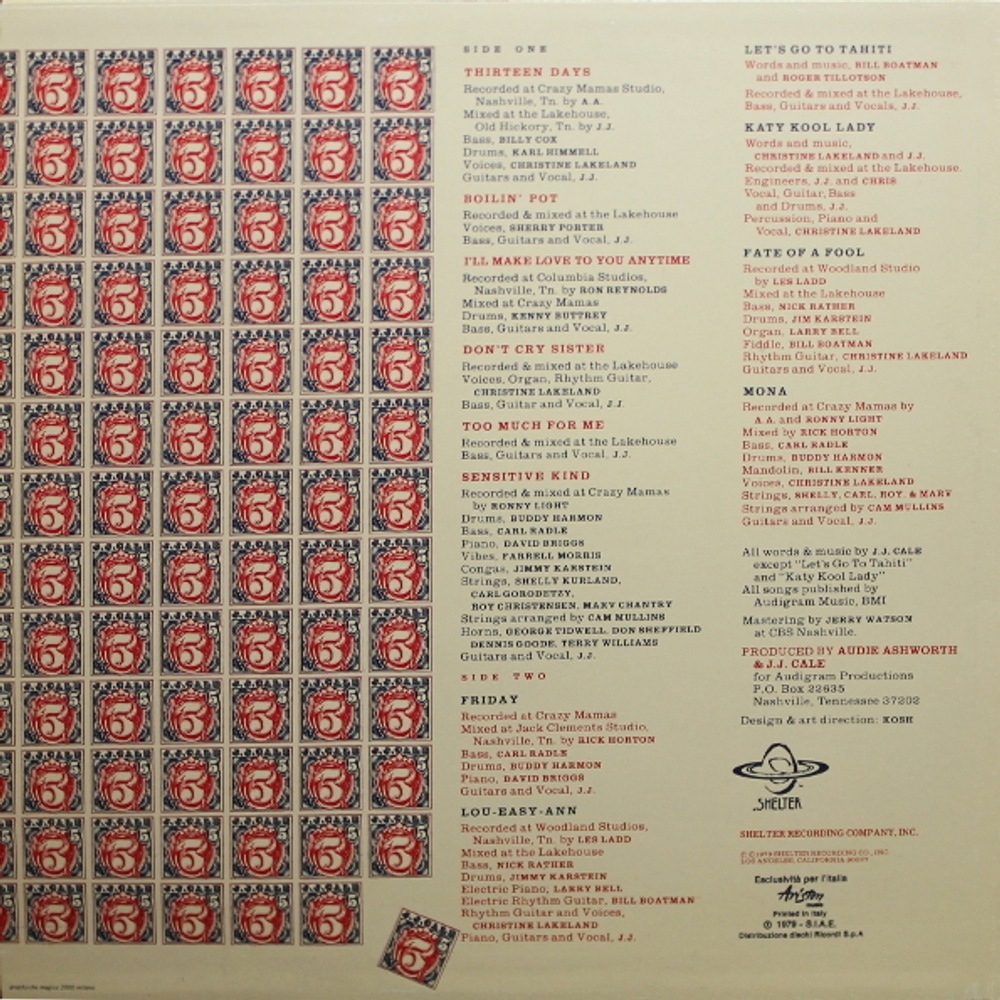 SIDE ONE
THIRTEEN DAYS
Recorded at Crazy Mamas Studio,
Nashville, Tn. by A.A.
Mixed at the Lakehouse,
Old Hickory, Tn. by J.J.
Bass, BILLY COX
Drums, KARL HIMMELL
Voices, CHRISTINE LAKELAND
Guitars and Vocal, J.J.
BOILIN' POT
Recorded & mixed at the Lakehouse
Voices, SHERRY PORTER
Bass, Guitars and Vocal, J.J.
I'LL MAKE LOVE TO YOU ANYTIME
Recorded at Columbia Studios,
Nashville, Tn. by RON REYNOLDS
Mixed at Crazy Mamas
Drums, KENNY BUTTREY
Bass, Guitars and Vocal, J.J.
DON'T CRY SISTER
Recorded & mixed at the Lakehouse
Voices, Organ, Rhythm Guitar,
CHRISTINE LAKELAND
Bass, Guitar and Vocal, J.J.
TOO MUCH FOR ME
Recorded & mixed at the Lakehouse
Bass, Guitars and Vocal, J.J.
SENSITIVE KIND
Recorded & mixed at Crazy Mamas
by RONNY LIGHT
Drums, BUDDY HARMON
Bass, CARL RADLE
Piano, DAVID BRIGGS
Vibes, FARRELL MORRIS
Congas, JIMMY KARSTEIN
Strings, SHELLY KURLAND,
CARL GORODETZY,
ROY CHRISTENSEN, MARV CHANTRY
Strings arranged by CAM MULLINS
Horns, GEORGE TIDWELL, DON SHEFFIELD
DENNIS GOODE, TERRY WILLIAMS
Guitars and Vocal, J.J.
SIDE TWO
FRIDAY
Recorded at Crazy Mamas
Mixed at Jack Clements Studio,
Nashville, Tn. by RICK HORTON
Bass, CARL RADLE
Drums, BUDDY HARMON
Piano, DAVID BRIGGS
Guitars and Vocal, J.J.
LOU-EASY-ANN
Recorded at Woodland Studios,
Nashville, Tn. by LES LADD
Mixed at the Lakehouse
Bass, NICK RATHER
Drums, JIMMY KARSTEIN
Electric Piano, LARRY BELL
Electric Rhythm Guitar, BILL BOATMAN
Rhythm Guitar and Voices,
CHRISTINE LAKELAND
Piano, Guitars and Vocal, J.J.
LET'S GO TO TAHITI
Words and music, BILL BOATMAN
and ROGER TILLOTSON
Recorded & mixed at the Lakehouse,
Bass, Guitars and Vocals, J.J.
KATY KOOL LADY
Words and music,
CHRISTINE LAKELAND and J.J.
Recorded & mixed at the Lakehouse.
Engineers, J.J. and CHRIS
Vocal, Guitar, Bass
and Drums, J.J.
Percussion, Piano and
Vocal, CHRISTINE LAKELAND
FATE OF A FOOL
Recorded at Woodland Studio
by LES LADD
Mixed at the Lakehouse
Bass, NICK RATHER
Drums, JIM KARSTEIN
Organ, LARRY BELL
Fiddle, BILL BOATMAN
Rhythm Guitar, CHRISTINE LAKELAND
Guitars and Vocal, J.J.
MONA
Recorded at Crazy Mamas by
A.A. and RONNY LIGHT
Mixed by RICK HORTON
Bass, CARL RADLE
Drums, BUDDY HARMON
Mandolin, BILL KENNER
Voices, CHRISTINE LAKELAND
Strings, SHELLY, CARL, ROY, & MARV
Strings arranged by CAM MULLINS
Guitars and Vocal, J.J.
All words & music by J.J. CALE
except "Let's Go To Tahiti"
and "Katy Kool Lady"
All songs published by
Audigram Music, BMI
Mastering by JERRY WATSON
at CBS Nashville.
PRODUCED BY AUDIE ASHWORTH
& J.J. CALE
for Audigram Productions
P.O. Box 22635
Nashville, Tennessee 37202
Design & art direction: KOSH
SHELTER
SHELTER RECORDING COMPANY, INC.
℗ © 1979 SHELTER RECORDING CO., INC.
LOS ANGELES, CALIFORNIA
Esclusività per l'Italia
Ariston
music
Printed in Italy
℗ 1979 - S.I.A.E.
Distribuzione dischi Ricordi S.p.A